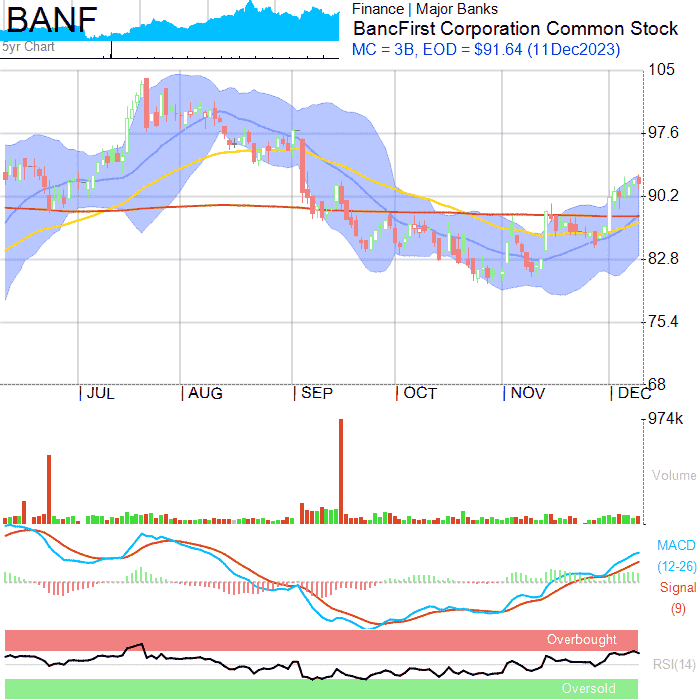 BANF
5yr Chart
Finance | Major Banks
BancFirst Corporation Common Stock
MC = 3B, EOD = $91.64 (11Dec2023)
105
97.6
90.2
82.8
75.4
68
JUL AUG SEP OCT NOV DEC
974k
Volume
MACD
(12-26)
Signal
(9)
Overbought
RSI(14)
Oversold